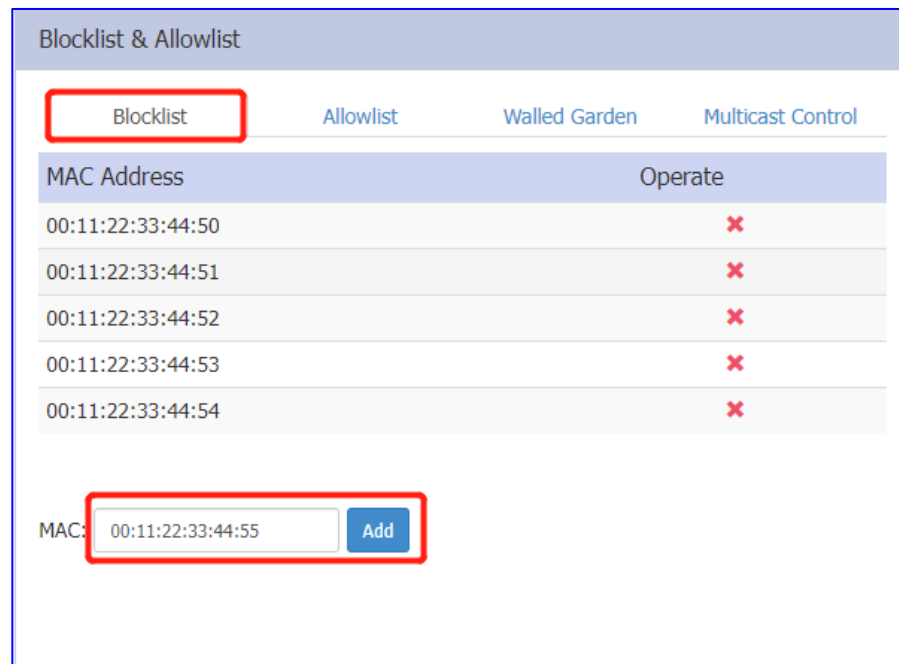 Blocklist & Allowlist
Blocklist Allowlist Walled Garden Multicast Control
MAC Address Operate
00:11:22:33:44:50
00:11:22:33:44:51
00:11:22:33:44:52
00:11:22:33:44:53
00:11:22:33:44:54
MAC: 00:11:22:33:44:55 Add